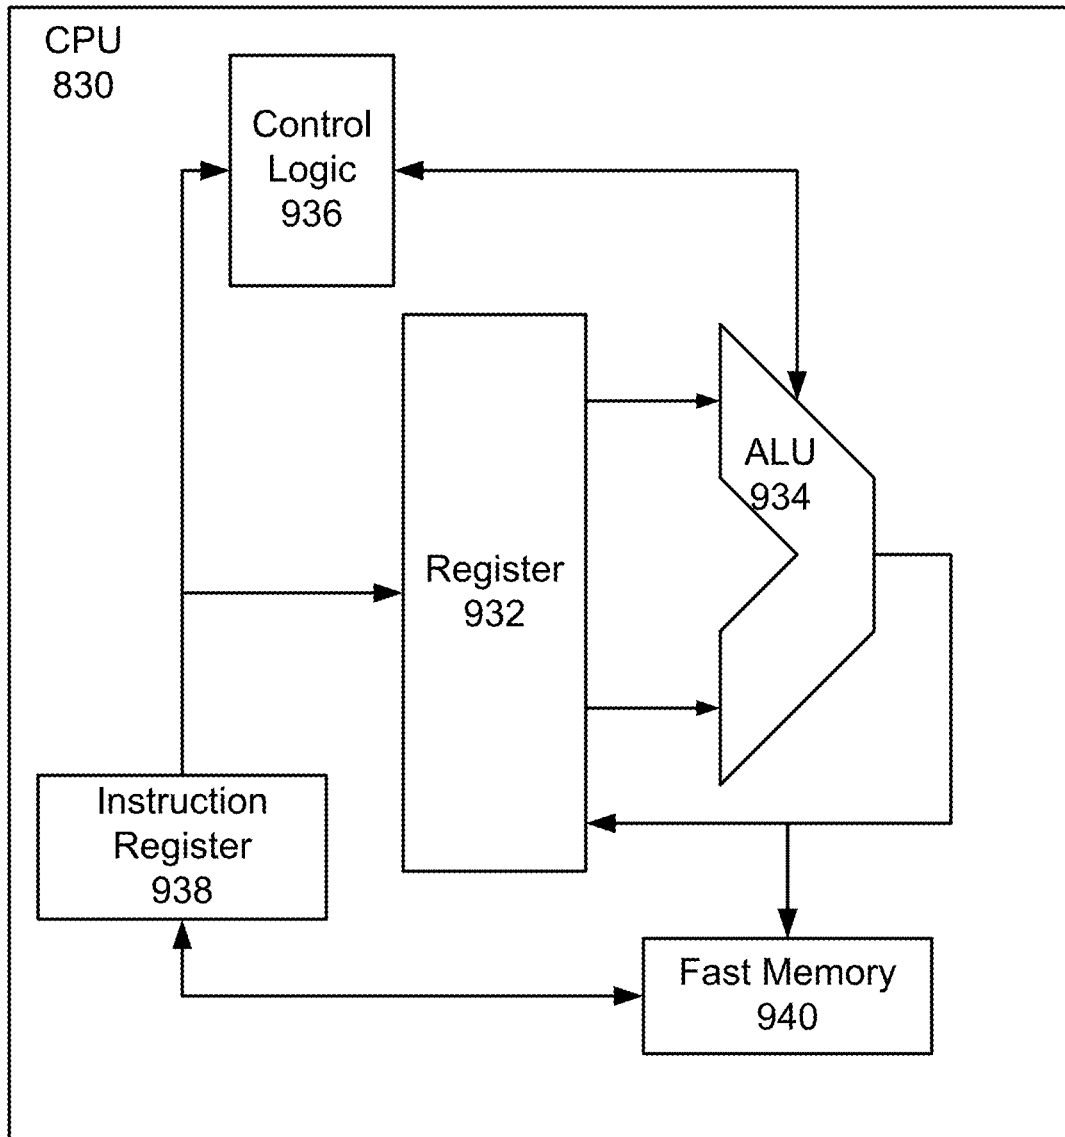 CPU
830
Control
Logic
936
ALU
934
Register
932
Instruction
Register
938
Fast Memory
940